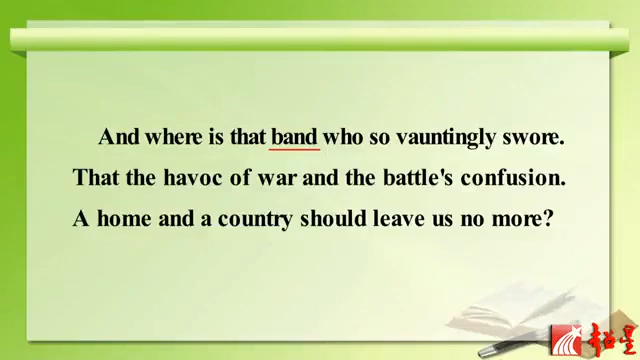 And where is that band who so vauntingly swore.
That the havoc of war and the battle's confusion.
A home and a country should leave us no more?